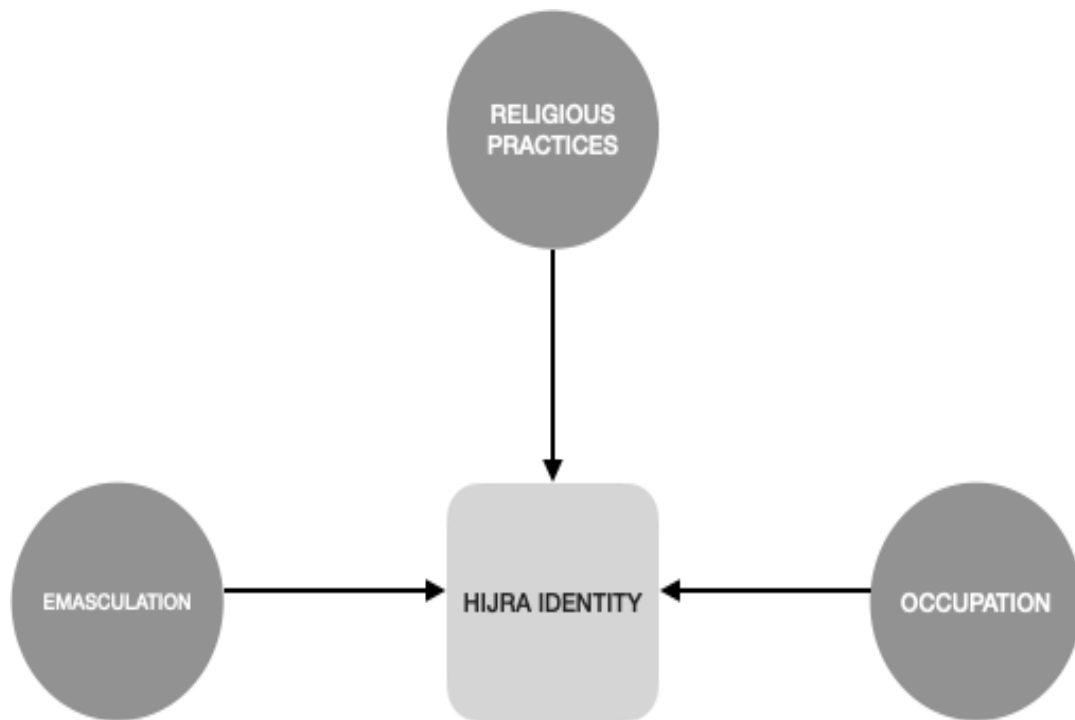 RELIGIOUS
PRACTICES
EMASCULATION
HIJRA IDENTITY
OCCUPATION